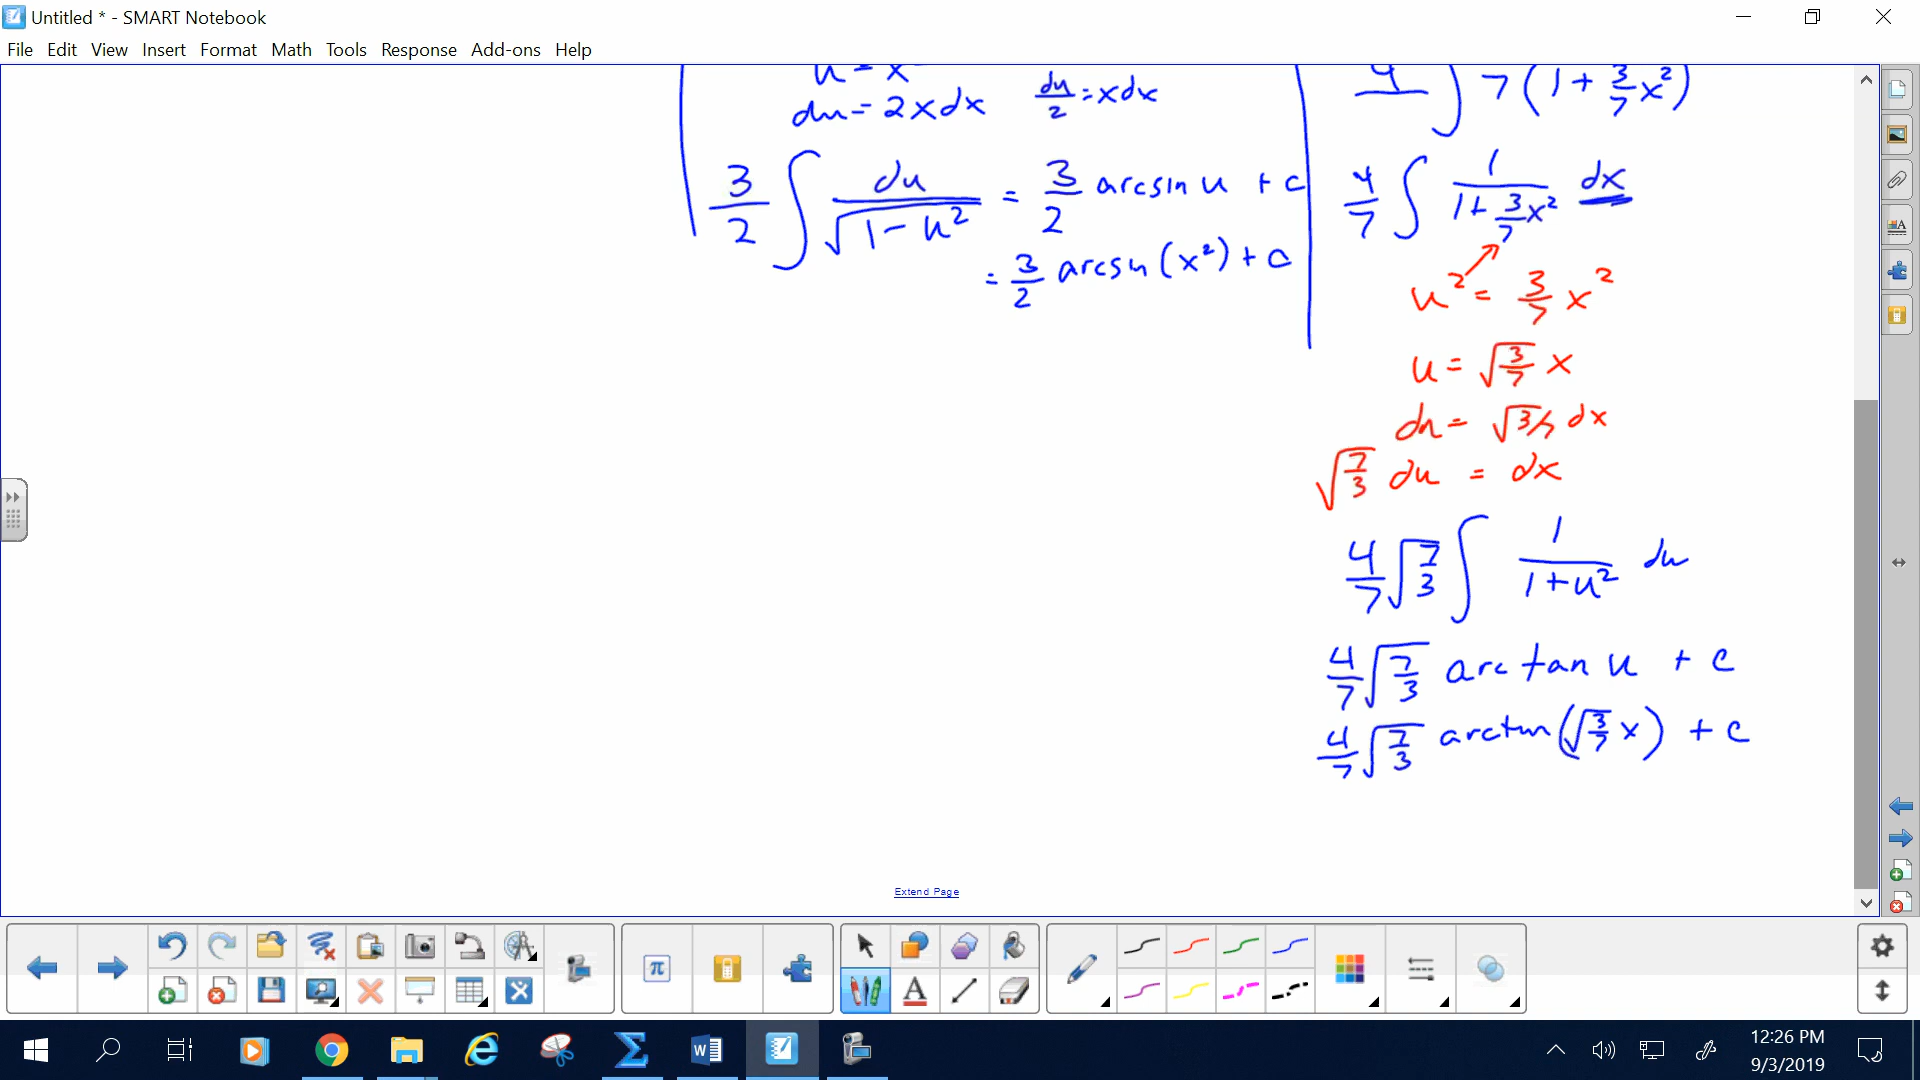 Untitled * - SMART Notebook
File Edit View Insert Format Math Tools Response Add-ons Help
u = x
du = 2x dx   du/2 = x dx
3/2 ∫ du/√(1 - u²) = 3/2 arcsin u + c
= 3/2 arcsin (x²) + c
4 ∫ 7(1 + 3/7 x²)
4/7 ∫ 1/(1 + 3/7 x²) dx
u² = 3/7 x²
u = √(3/7) x
du = √(3/7) dx
√(7/3) du = dx
4/7 √(7/3) ∫ 1/(1 + u²) du
4/7 √(7/3) arc tan u + c
4/7 √(7/3) arctan(√(3/7) x) + c
Extend Page
π
A
12:26 PM
9/3/2019